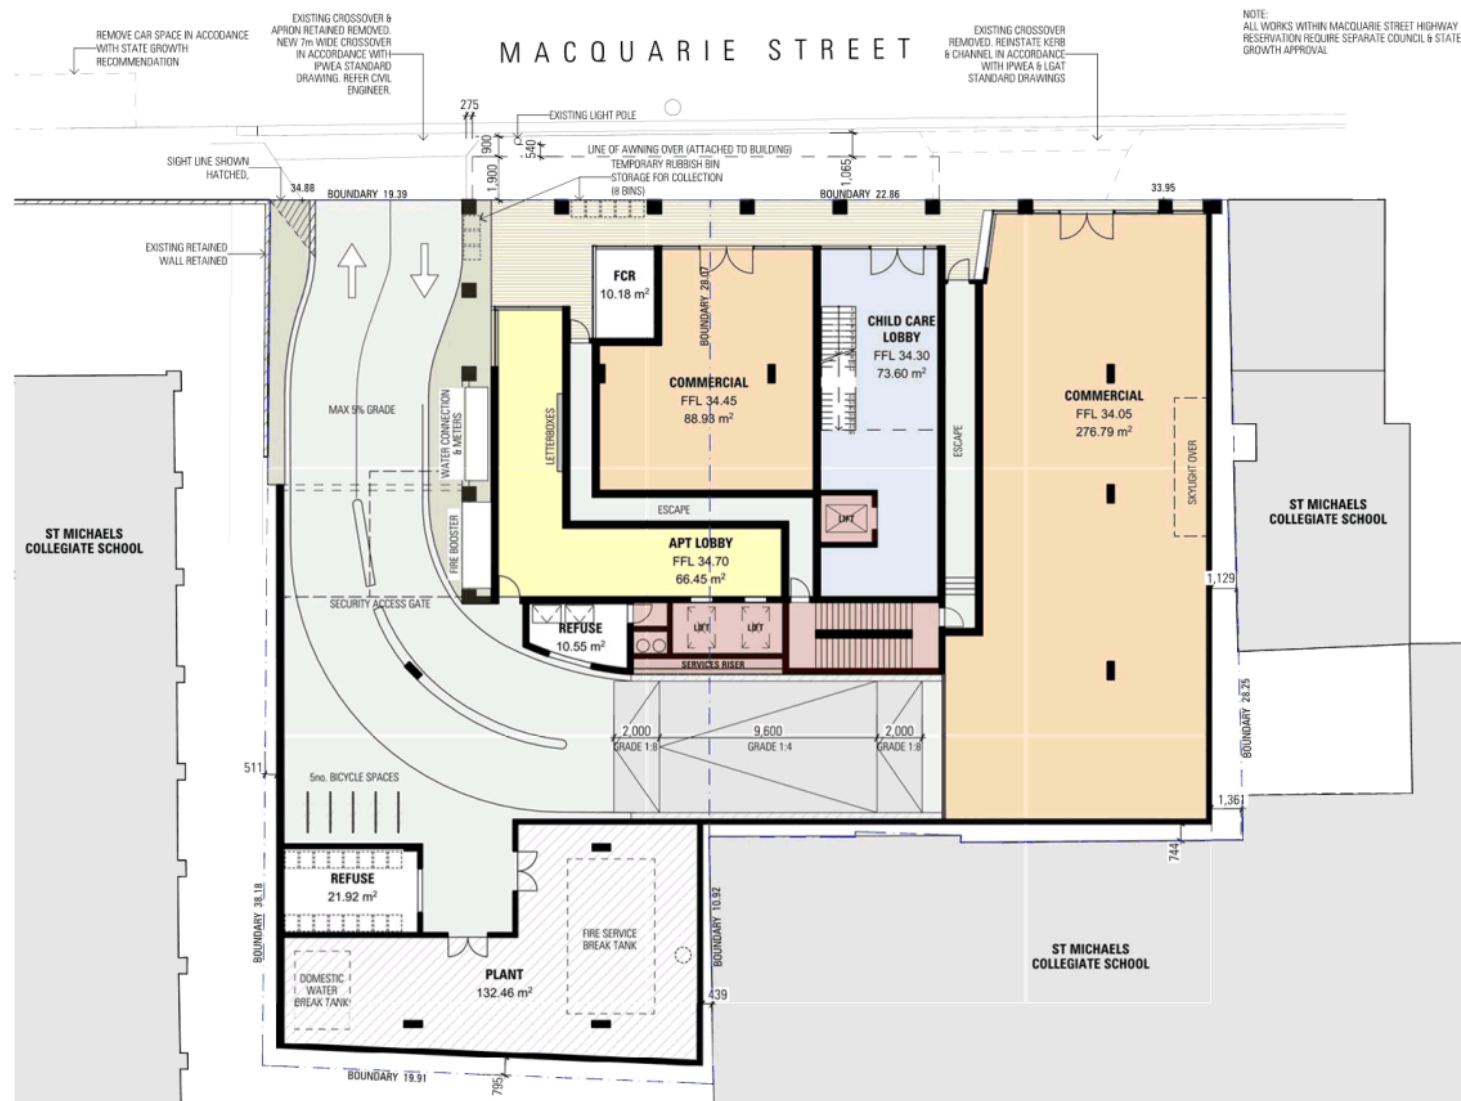 REMOVE CAR SPACE IN ACCODANCE
WITH STATE GROWTH
RECOMMENDATION
EXISTING CROSSOVER &
APRON RETAINED REMOVED.
NEW 7m WIDE CROSSOVER
IN ACCORDANCE WITH
IPWEA STANDARD
DRAWING. REFER CIVIL
ENGINEER.
MACQUARIE STREET
EXISTING CROSSOVER
REMOVED. REINSTATE KERB
& CHANNEL IN ACCORDANCE
WITH IPWEA & LGAT
STANDARD DRAWINGS
NOTE:
ALL WORKS WITHIN MACQUARIE STREET HIGHWAY
RESERVATION REQUIRE SEPARATE COUNCIL & STATE
GROWTH APPROVAL
275
EXISTING LIGHT POLE
900
540
LINE OF AWNING OVER (ATTACHED TO BUILDING)
1,900
1,065
TEMPORARY RUBBISH BIN
STORAGE FOR COLLECTION
(8 BINS)
SIGHT LINE SHOWN
HATCHED,
34.88
BOUNDARY 19.39
BOUNDARY 22.86
33.95
EXISTING RETAINED
WALL RETAINED
FCR
10.18 m²
BOUNDARY 28.07
CHILD CARE
LOBBY
FFL 34.30
73.60 m²
COMMERCIAL
FFL 34.45
88.93 m²
COMMERCIAL
FFL 34.05
276.79 m²
MAX 5% GRADE
WATER CONNECTION
& METERS
LETTERBOXES
ESCAPE
SKYLIGHT OVER
ESCAPE
LIFT
ST MICHAELS
COLLEGIATE SCHOOL
ST MICHAELS
COLLEGIATE SCHOOL
FIRE BOOSTER
APT LOBBY
FFL 34.70
66.45 m²
1,129
SECURITY ACCESS GATE
REFUSE
10.55 m²
LIFT
LIFT
SERVICES RISER
BOUNDARY 28.25
2,000
9,600
2,000
GRADE 1:8
GRADE 1:4
GRADE 1:8
511
5no. BICYCLE SPACES
1,361
744
REFUSE
21.92 m²
BOUNDARY 38.18
BOUNDARY 10.92
FIRE SERVICE
BREAK TANK
ST MICHAELS
COLLEGIATE SCHOOL
DOMESTIC
WATER
BREAK TANK
PLANT
132.46 m²
439
BOUNDARY 19.91
795